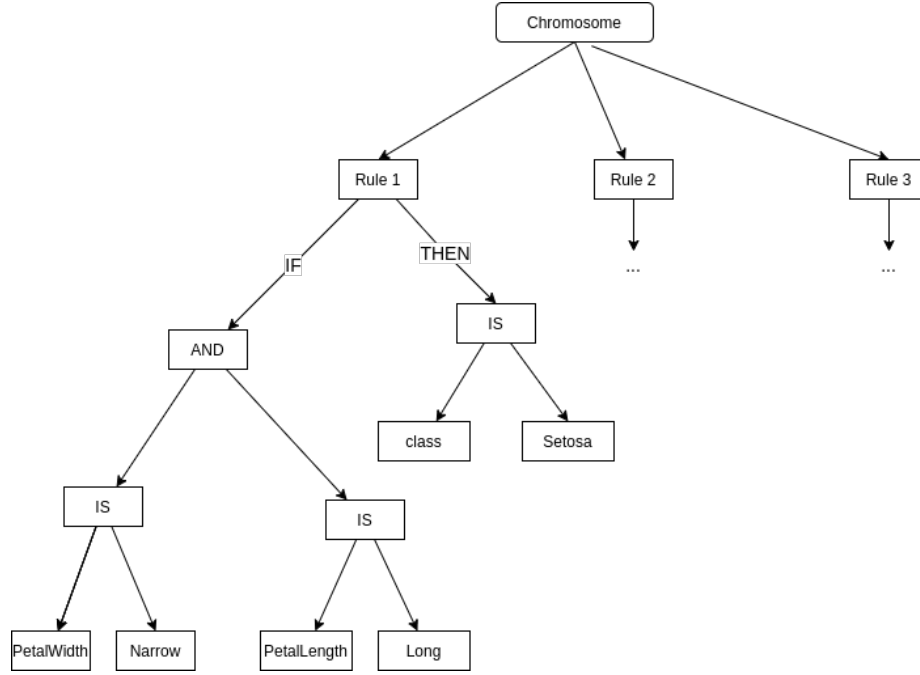 Chromosome
Rule 1
Rule 2
Rule 3
IF
THEN
...
...
AND
IS
class
Setosa
IS
IS
PetalWidth
Narrow
PetalLength
Long